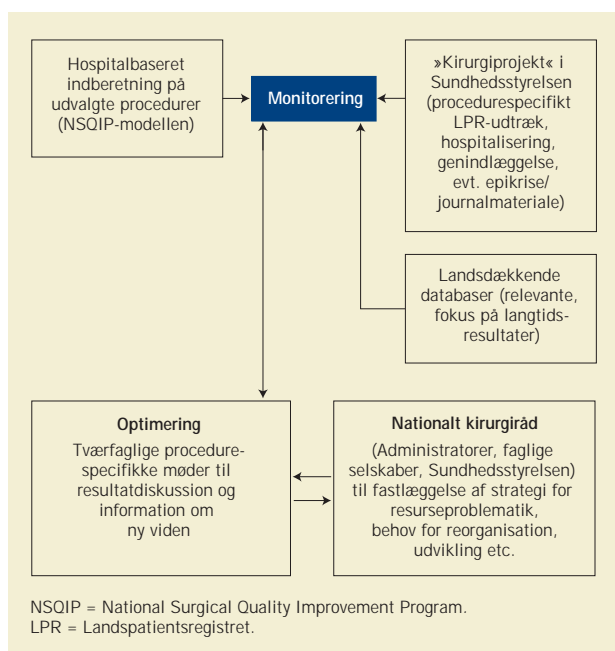 Hospitalbaseret
indberetning på
udvalgte procedurer
(NSQIP-modellen)
Monitorering
»Kirurgiprojekt« i
Sundhedsstyrelsen
(procedurespecifikt
LPR-udtræk,
hospitalisering,
genindlæggelse,
evt. epikrise/
journalmateriale)
Landsdækkende
databaser (relevante,
fokus på langtids-
resultater)
Optimering
Tværfaglige procedure-
specifikke møder til
resultatdiskussion og
information om
ny viden
Nationalt kirurgiråd
(Administratorer, faglige
selskaber, Sundhedsstyrelsen)
til fastlæggelse af strategi for
resurseproblematik,
behov for reorganisation,
udvikling etc.
NSQIP = National Surgical Quality Improvement Program.
LPR = Landspatientsregistret.